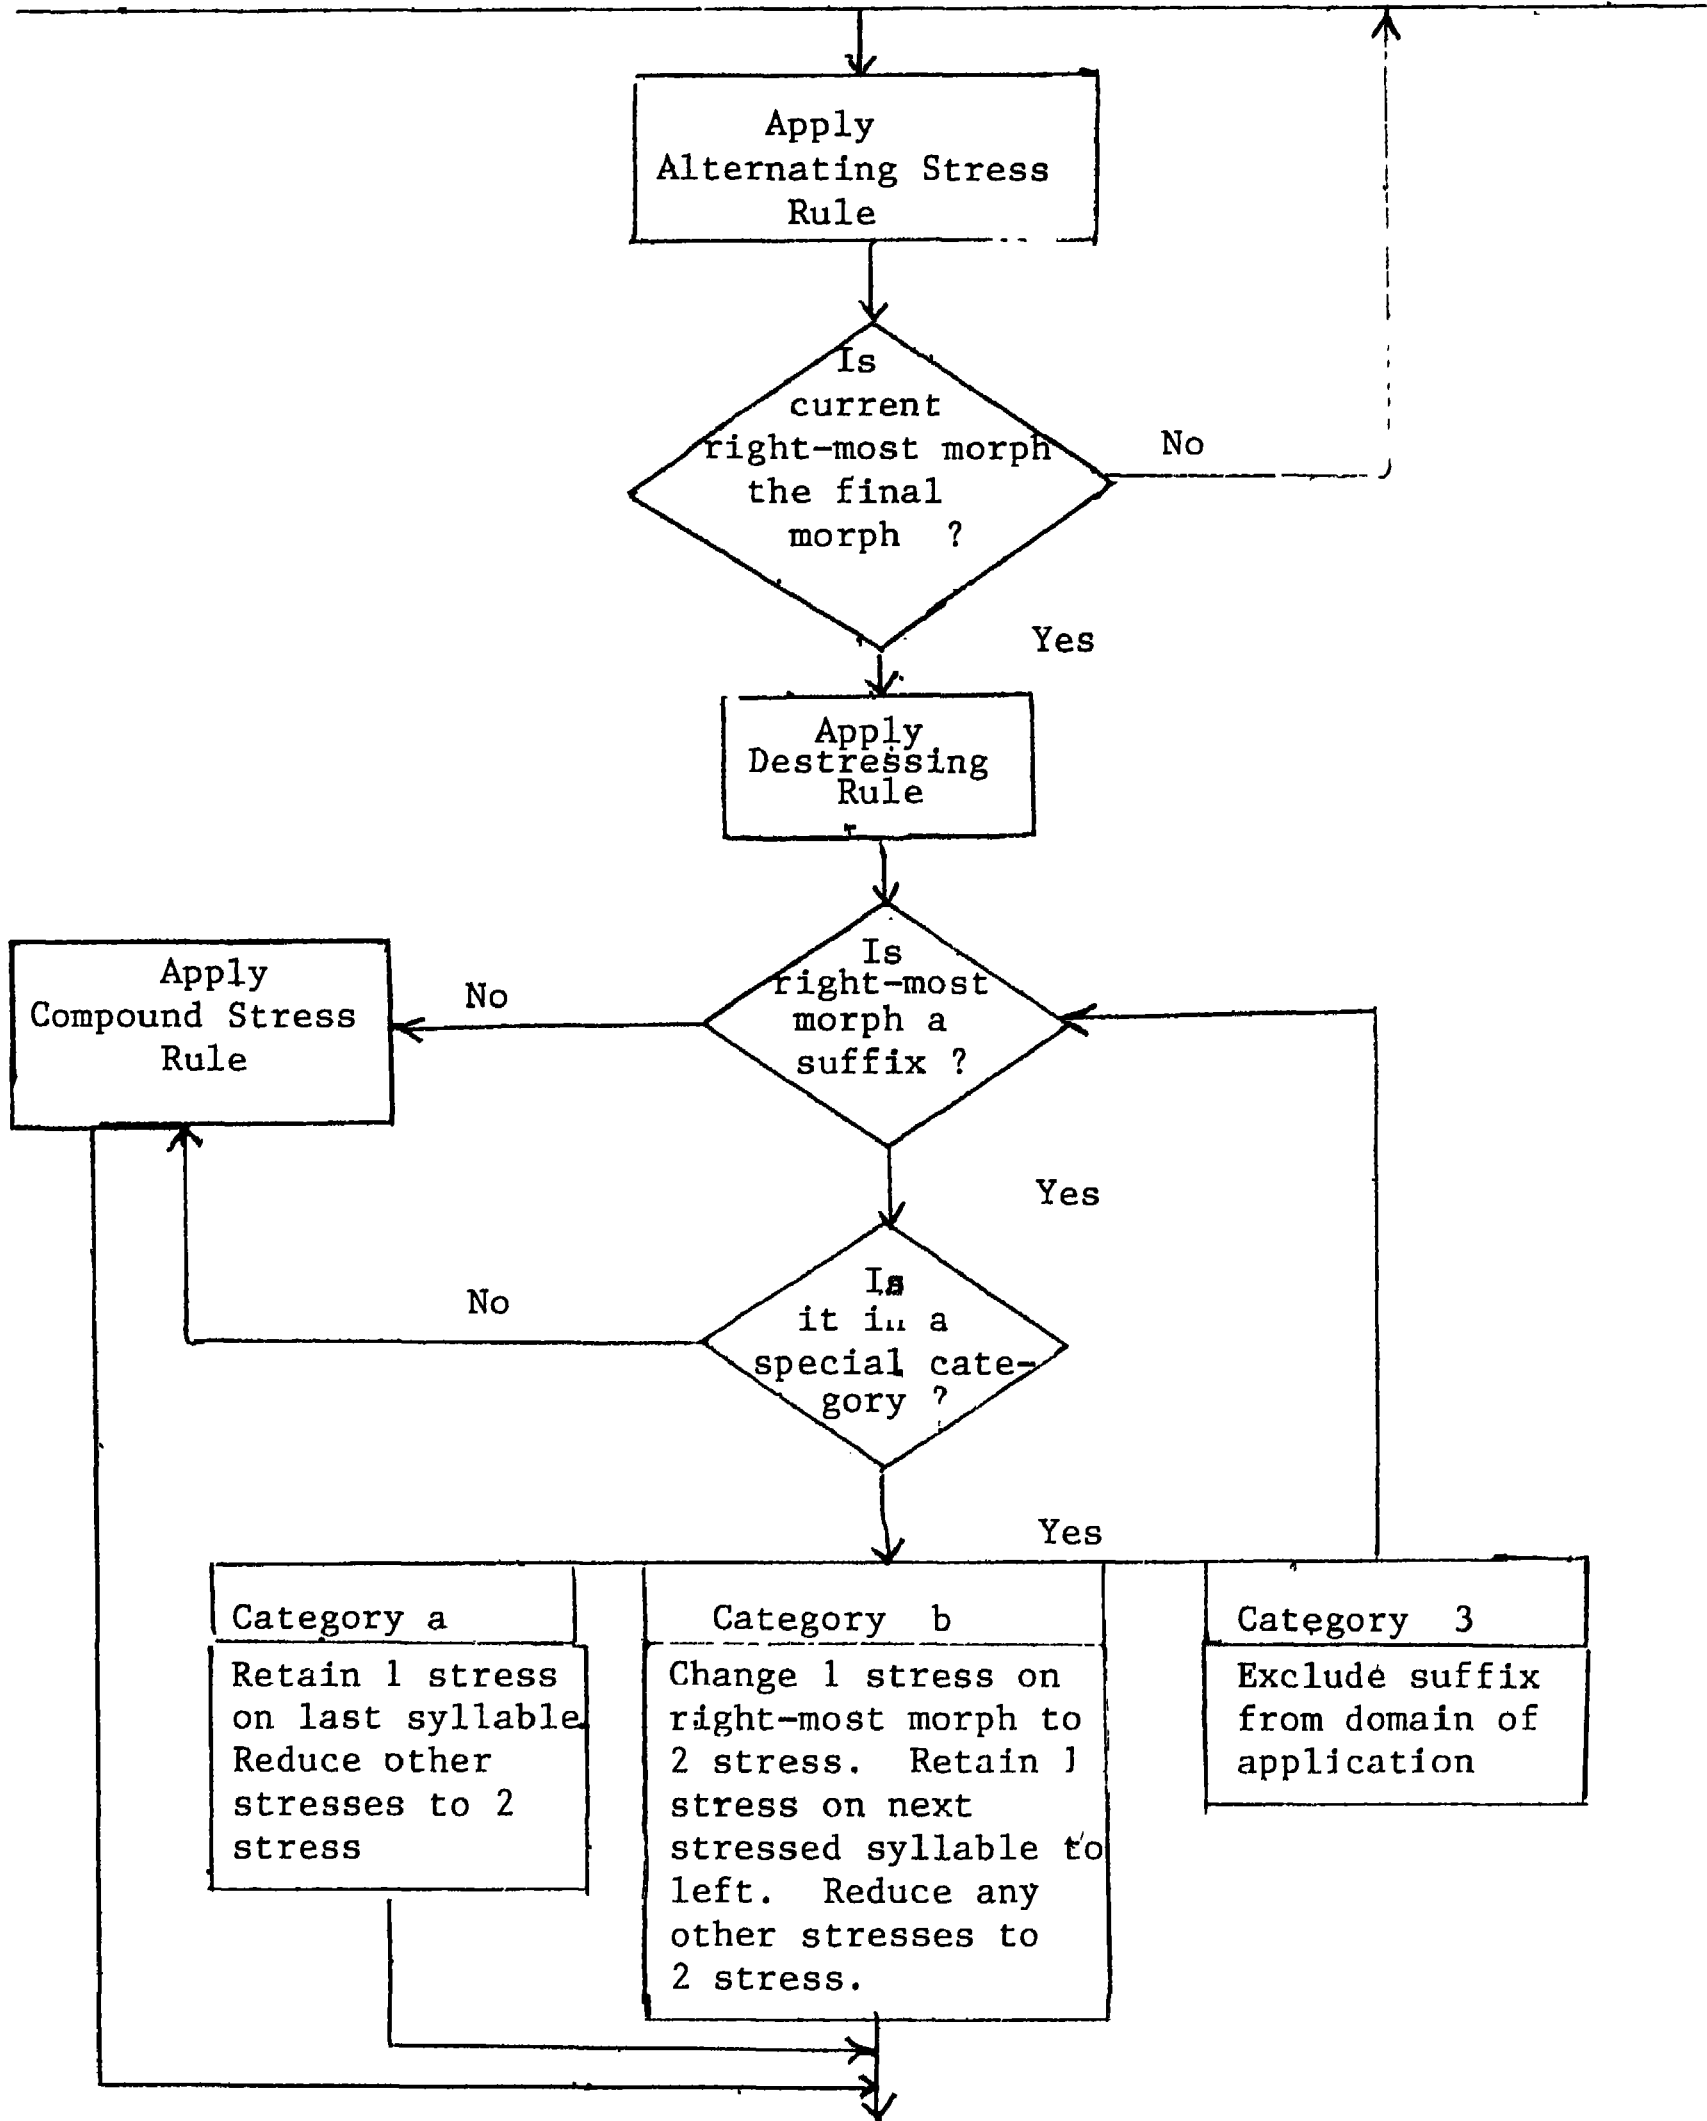 Apply
Alternating Stress
Rule
Is
current
right-most morph
the final
morph ?
No
Yes
Apply
Destressing
Rule
Is
right-most
morph a
suffix ?
No
Apply
Compound Stress
Rule
Yes
Is
it in a
special cate-
gory ?
No
Yes
Category a
Retain 1 stress
on last syllable
Reduce other
stresses to 2
stress
Category b
Change 1 stress on
right-most morph to
2 stress. Retain 1
stress on next
stressed syllable to
left. Reduce any
other stresses to
2 stress.
Category 3
Exclude suffix
from domain of
application